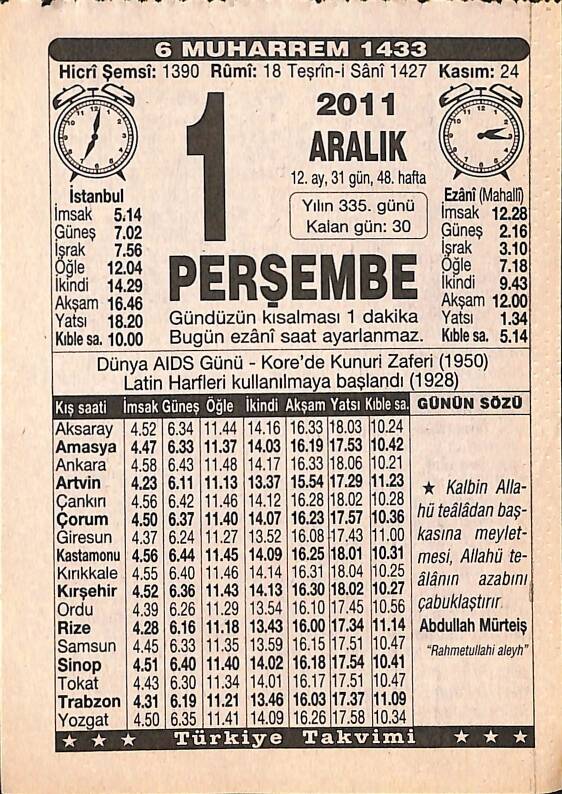 6 MUHARREM 1433
Hicrî Şemsî: 1390 Rûmî: 18 Teşrîn-i Sânî 1427 Kasım: 24
1
2011
ARALIK
12. ay, 31 gün, 48. hafta
Yılın 335. günü
Kalan gün: 30
PERŞEMBE
Gündüzün kısalması 1 dakika
Bugün ezânî saat ayarlanmaz.
İstanbul
İmsak 5.14
Güneş 7.02
İşrak 7.56
Öğle 12.04
İkindi 14.29
Akşam 16.46
Yatsı 18.20
Kıble sa. 10.00
Ezânî (Mahallî)
İmsak 12.28
Güneş 2.16
İşrak 3.10
Öğle 7.18
İkindi 9.43
Akşam 12.00
Yatsı 1.34
Kıble sa. 5.14
Dünya AIDS Günü - Kore'de Kunuri Zaferi (1950)
Latin Harfleri kullanılmaya başlandı (1928)
Kış saati İmsak Güneş Öğle İkindi Akşam Yatsı Kıble sa.
Aksaray 4.52 6.34 11.44 14.16 16.33 18.03 10.24
Amasya 4.47 6.33 11.37 14.03 16.19 17.53 10.42
Ankara 4.58 6.43 11.48 14.17 16.33 18.06 10.21
Artvin 4.23 6.11 11.13 13.37 15.54 17.29 11.23
Çankırı 4.56 6.42 11.46 14.12 16.28 18.02 10.28
Çorum 4.50 6.37 11.40 14.07 16.23 17.57 10.36
Giresun 4.37 6.24 11.27 13.52 16.08 17.43 11.00
Kastamonu 4.56 6.44 11.45 14.09 16.25 18.01 10.31
Kırıkkale 4.55 6.40 11.46 14.14 16.31 18.04 10.25
Kırşehir 4.52 6.36 11.43 14.13 16.30 18.02 10.27
Ordu 4.39 6.26 11.29 13.54 16.10 17.45 10.56
Rize 4.28 6.16 11.18 13.43 16.00 17.34 11.14
Samsun 4.45 6.33 11.35 13.59 16.15 17.51 10.47
Sinop 4.51 6.40 11.40 14.02 16.18 17.54 10.41
Tokat 4.43 6.30 11.34 14.01 16.17 17.51 10.47
Trabzon 4.31 6.19 11.21 13.46 16.03 17.37 11.09
Yozgat 4.50 6.35 11.41 14.09 16.26 17.58 10.34
GÜNÜN SÖZÜ
★ Kalbin Alla-
hü teâlâdan baş-
kasına meylet-
mesi, Allahü te-
âlânın azabını
çabuklaştırır.
Abdullah Mürteiş
"Rahmetullahi aleyh"
★ ★ ★ Türkiye Takvimi ★ ★ ★